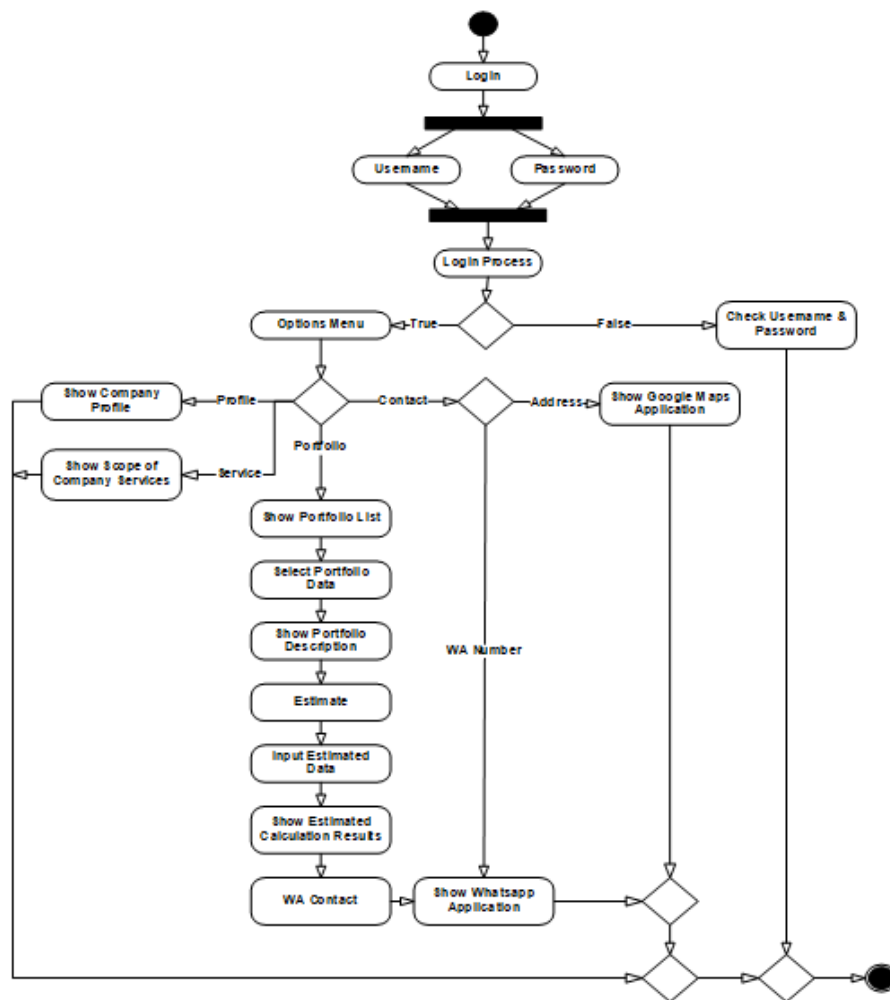 Login
Username
Password
Login Process
Options Menu
True
False
Check Username &
Password
Show Company
Profile
Profile
Contact
Address
Show Google Maps
Application
Portfolio
Show Scope of
Company Services
Service
Show Portfolio List
Select Portfolio
Data
Show Portfolio
Description
WA Number
Estimate
Input Estimated
Data
Show Estimated
Calculation Results
WA Contact
Show Whatsapp
Application